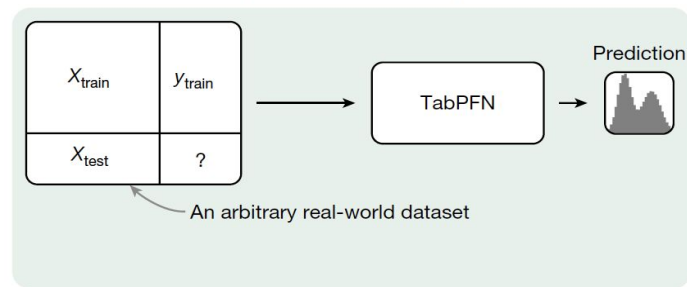 Prediction
X_train
y_train
TabPFN
X_test
?
An arbitrary real-world dataset